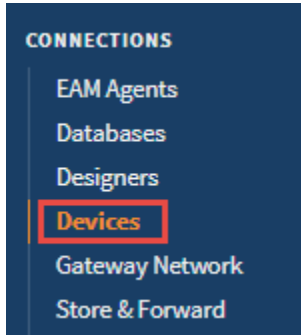 CONNECTIONS
EAM Agents
Databases
Designers
Devices
Gateway Network
Store & Forward